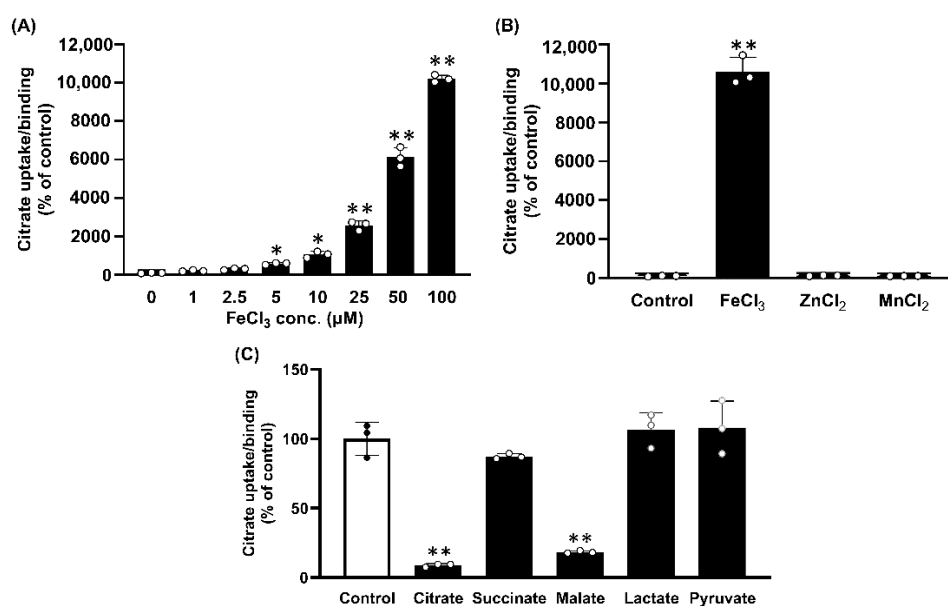 (A)
Citrate uptake/binding
(% of control)
12,000
10,000
8000
6000
4000
2000
0
*
*
**
**
**
0 1 2.5 5 10 25 50 100
FeCl₃ conc. (μM)
(B)
Citrate uptake/binding
(% of control)
12,000
10,000
8000
6000
4000
2000
0
**
Control FeCl₃ ZnCl₂ MnCl₂
(C)
Citrate uptake/binding
(% of control)
150
100
50
0
**
**
Control Citrate Succinate Malate Lactate Pyruvate